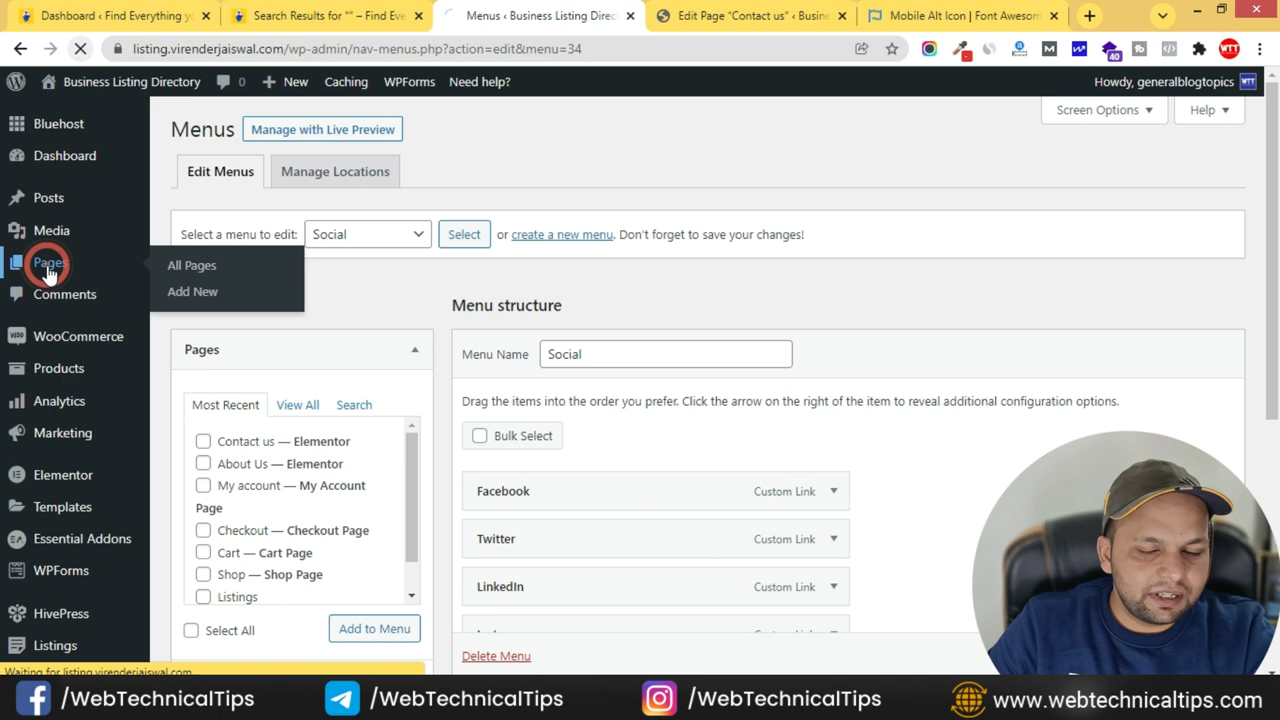 Dashboard ‹ Find Everything y
Search Results for "" – Find Eve
Menus ‹ Business Listing Direc
Edit Page "Contact us" ‹ Busine
Mobile Alt Icon | Font Awesom
listing.virenderjaiswal.com/wp-admin/nav-menus.php?action=edit&menu=34
40
WTT
Business Listing Directory
0
New
Caching
WPForms
Need help?
Howdy, generalblogtopics
WTT
Bluehost
Dashboard
Posts
Media
Pages
Comments
WooCommerce
Products
Analytics
Marketing
Elementor
Templates
Essential Addons
WPForms
HivePress
Listings
All Pages
Add New
Menus
Manage with Live Preview
Screen Options
Help
Edit Menus
Manage Locations
Select a menu to edit:
Social
Select
or create a new menu. Don't forget to save your changes!
Pages
Most Recent
View All
Search
Contact us — Elementor
About Us — Elementor
My account — My Account
Page
Checkout — Checkout Page
Cart — Cart Page
Shop — Shop Page
Listings
Select All
Add to Menu
Menu structure
Menu Name
Social
Drag the items into the order you prefer. Click the arrow on the right of the item to reveal additional configuration options.
Bulk Select
Facebook
Custom Link
Twitter
Custom Link
LinkedIn
Custom Link
Delete Menu
Waiting for listing.virenderjaiswal.com...
/WebTechnicalTips
/WebTechnicalTips
/WebTechnicalTips
www.webtechnicaltips.com